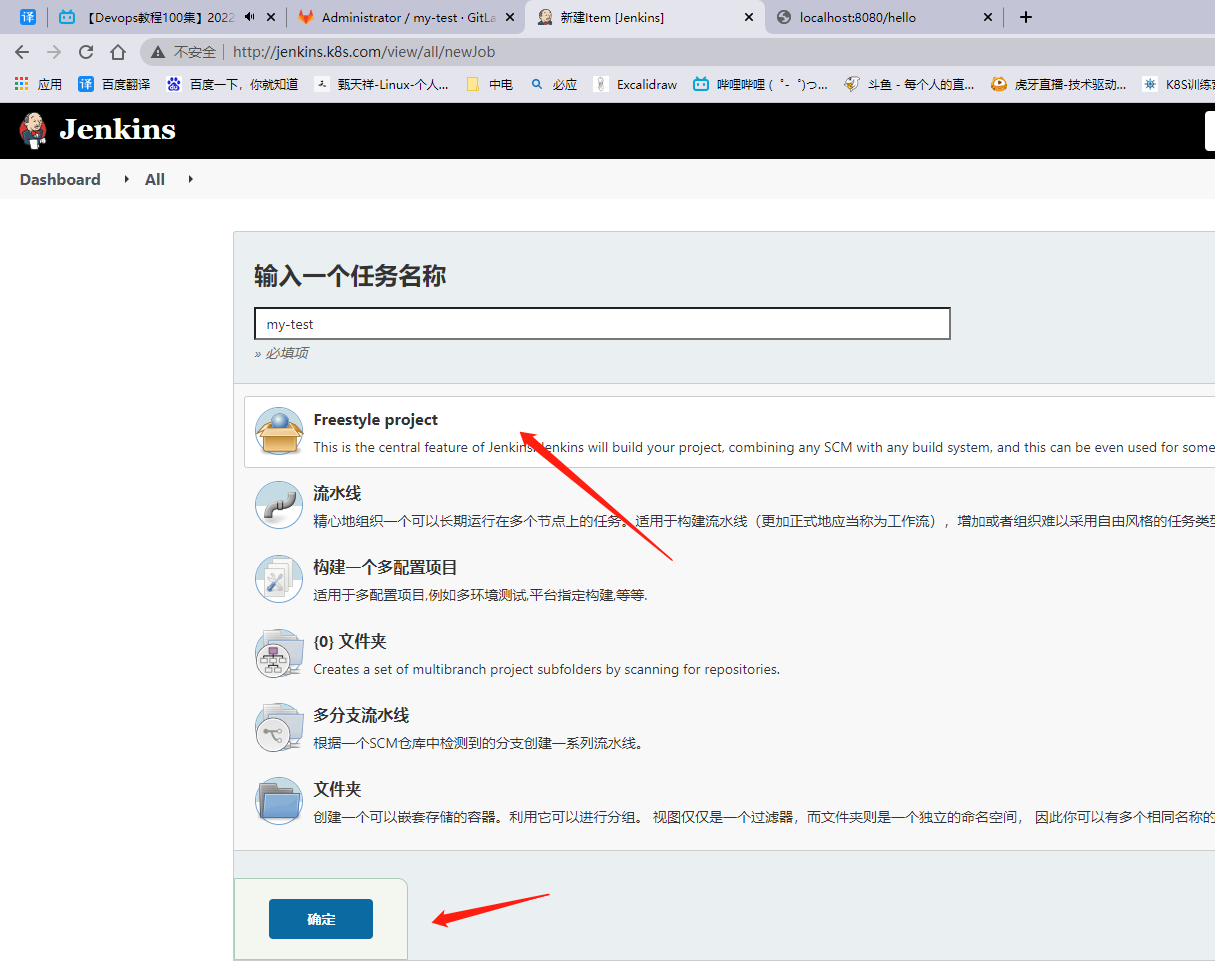 译
【Devops教程100集】2022
Administrator / my-test · GitLa
新建Item [Jenkins]
localhost:8080/hello
不安全
http://jenkins.k8s.com/view/all/newJob
应用
译 百度翻译
百度一下，你就知道
甄天祥-Linux-个人...
中电
必应
Excalidraw
哔哩哔哩 ( ゜- ゜)つ...
斗鱼 - 每个人的直...
虎牙直播-技术驱动...
K8S训练营
Jenkins
Dashboard
All
输入一个任务名称
my-test
» 必填项
Freestyle project
This is the central feature of Jenkins. Jenkins will build your project, combining any SCM with any build system, and this can be even used for some
流水线
精心地组织一个可以长期运行在多个节点上的任务。适用于构建流水线（更加正式地应当称为工作流），增加或者组织难以采用自由风格的任务类型
构建一个多配置项目
适用于多配置项目,例如多环境测试,平台指定构建,等等.
{0} 文件夹
Creates a set of multibranch project subfolders by scanning for repositories.
多分支流水线
根据一个SCM仓库中检测到的分支创建一系列流水线。
文件夹
创建一个可以嵌套存储的容器。利用它可以进行分组。 视图仅仅是一个过滤器，而文件夹则是一个独立的命名空间， 因此你可以有多个相同名称的
确定